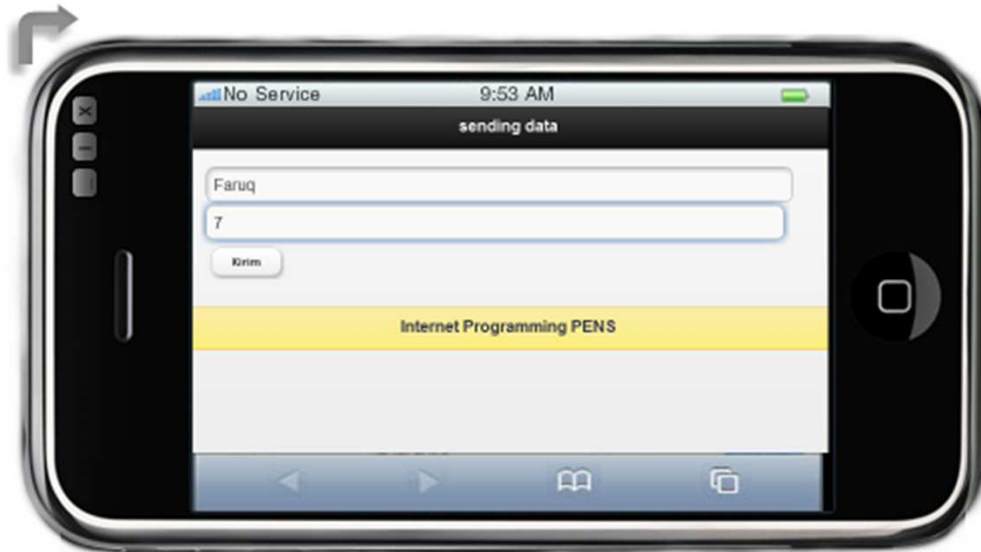 No Service 9:53 AM
sending data
Faruq
7
Kirim
Internet Programming PENS